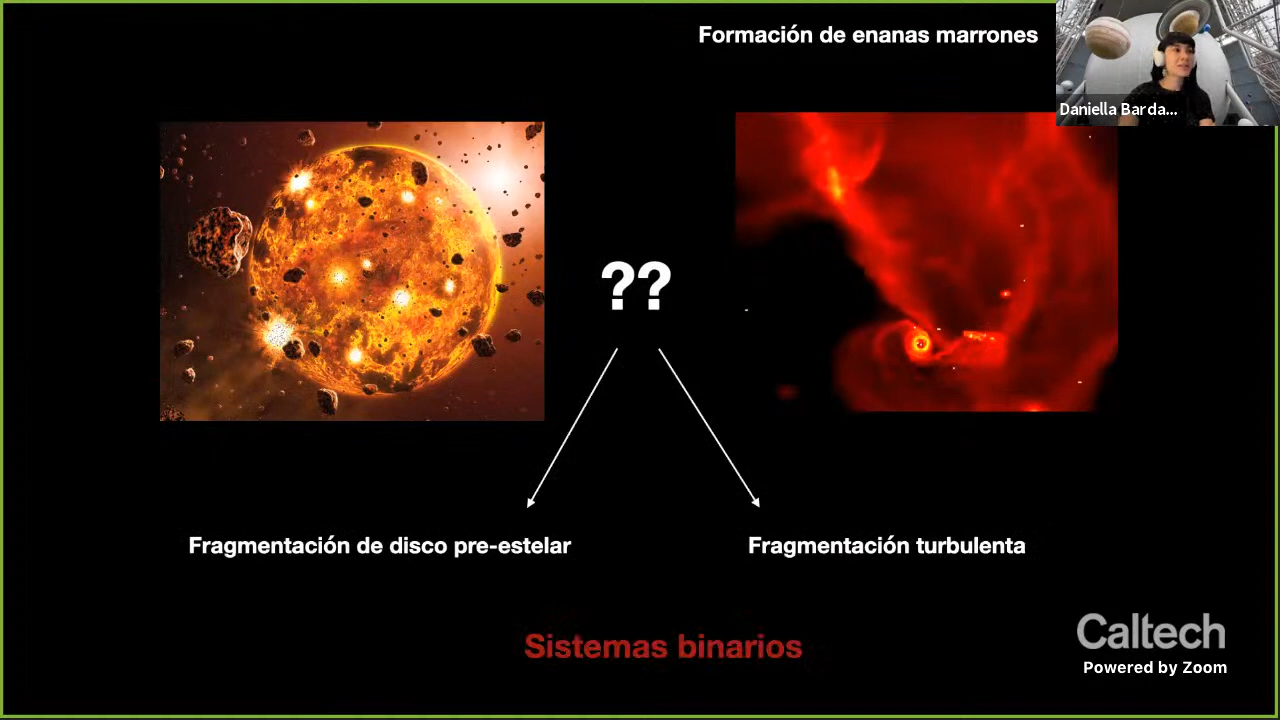 Formación de enanas marrones
Daniella Barda...
??
Fragmentación de disco pre-estelar
Fragmentación turbulenta
Sistemas binarios
Caltech
Powered by Zoom